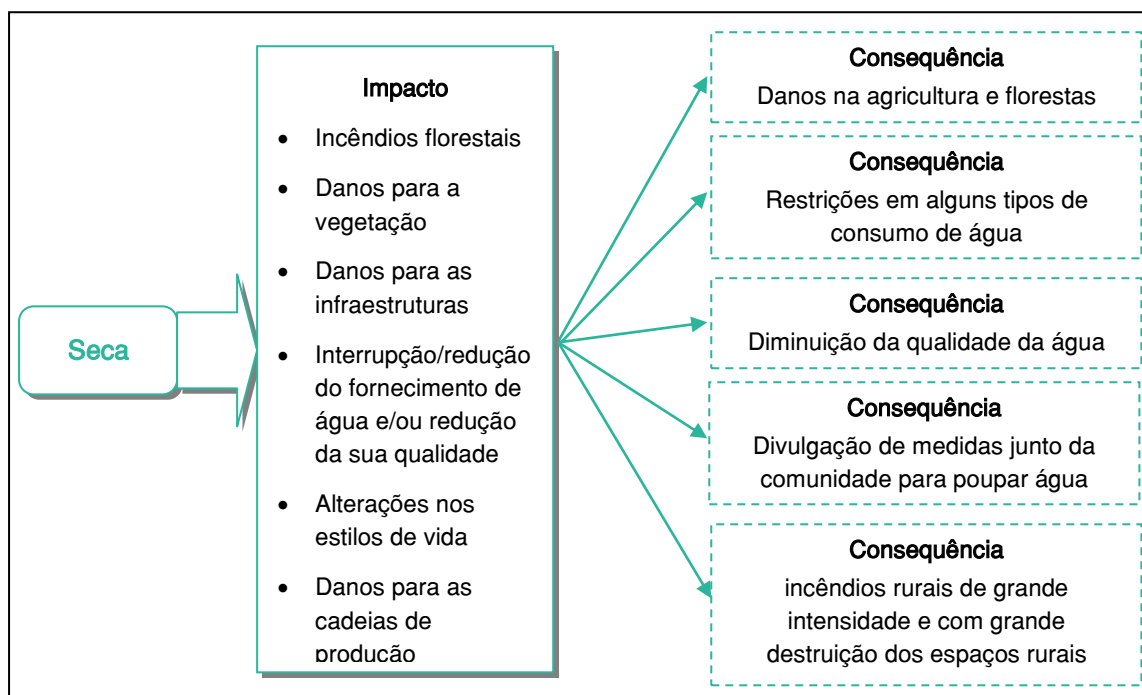 Seca
Impacto
• Incêndios florestais
• Danos para a
vegetação
• Danos para as
infraestruturas
• Interrupção/redução
do fornecimento de
água e/ou redução
da sua qualidade
• Alterações nos
estilos de vida
• Danos para as
cadeias de
produção
Consequência
Danos na agricultura e florestas
Consequência
Restrições em alguns tipos de
consumo de água
Consequência
Diminuição da qualidade da água
Consequência
Divulgação de medidas junto da
comunidade para poupar água
Consequência
incêndios rurais de grande
intensidade e com grande
destruição dos espaços rurais